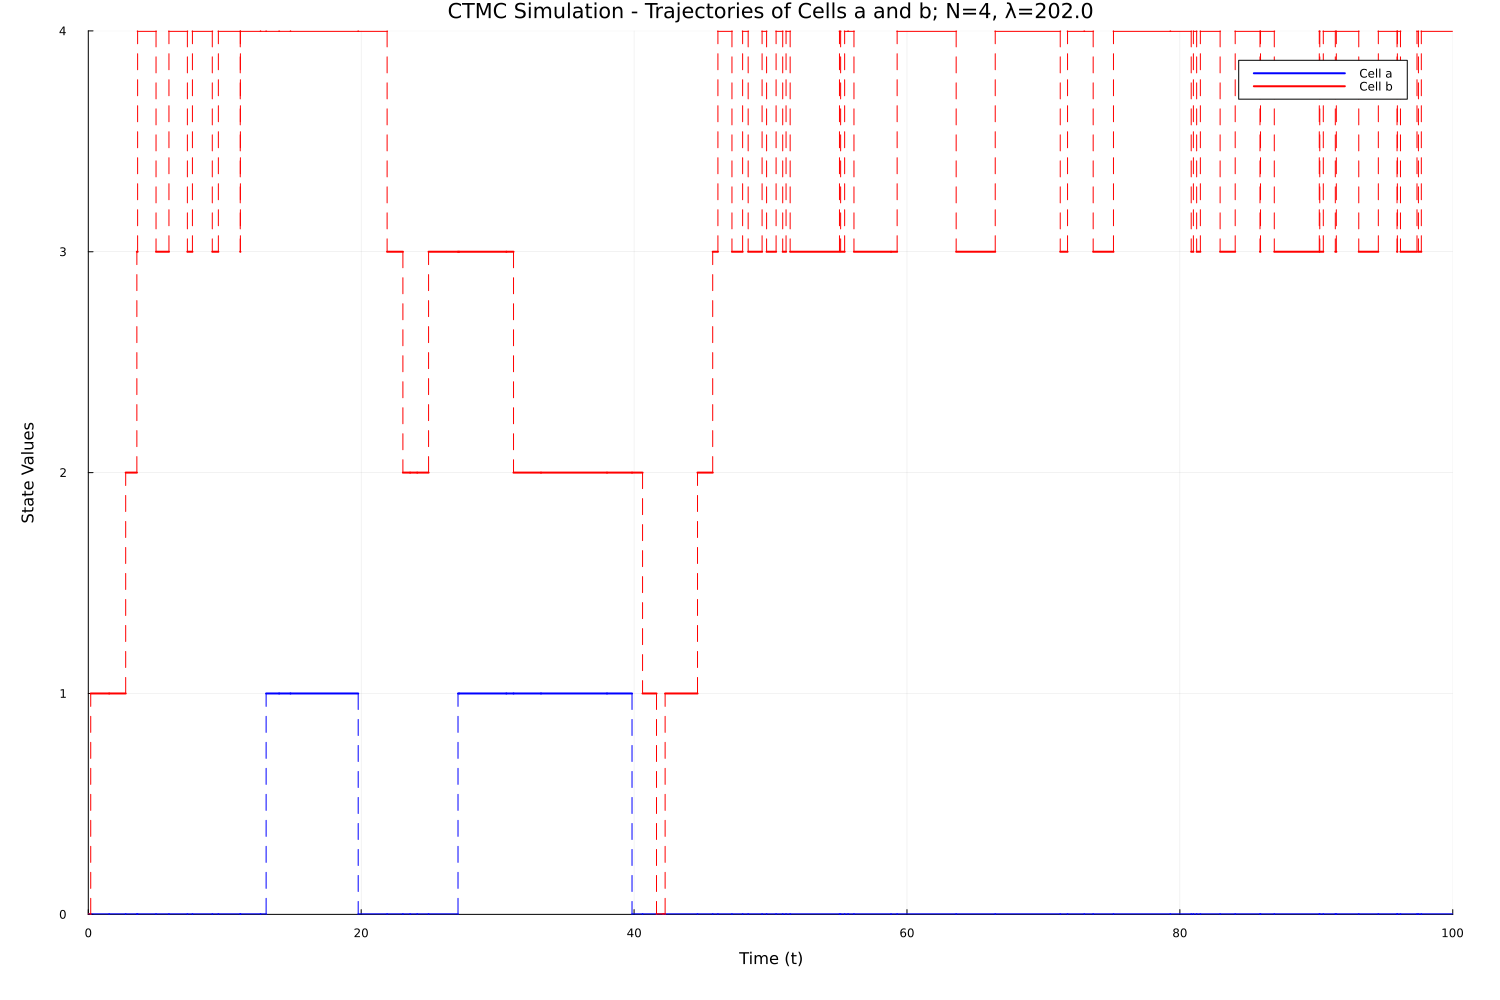 CTMC Simulation - Trajectories of Cells a and b; N=4, λ=202.0
4
Cell a
Cell b
3
State Values
2
1
0
0 20 40 60 80 100
Time (t)